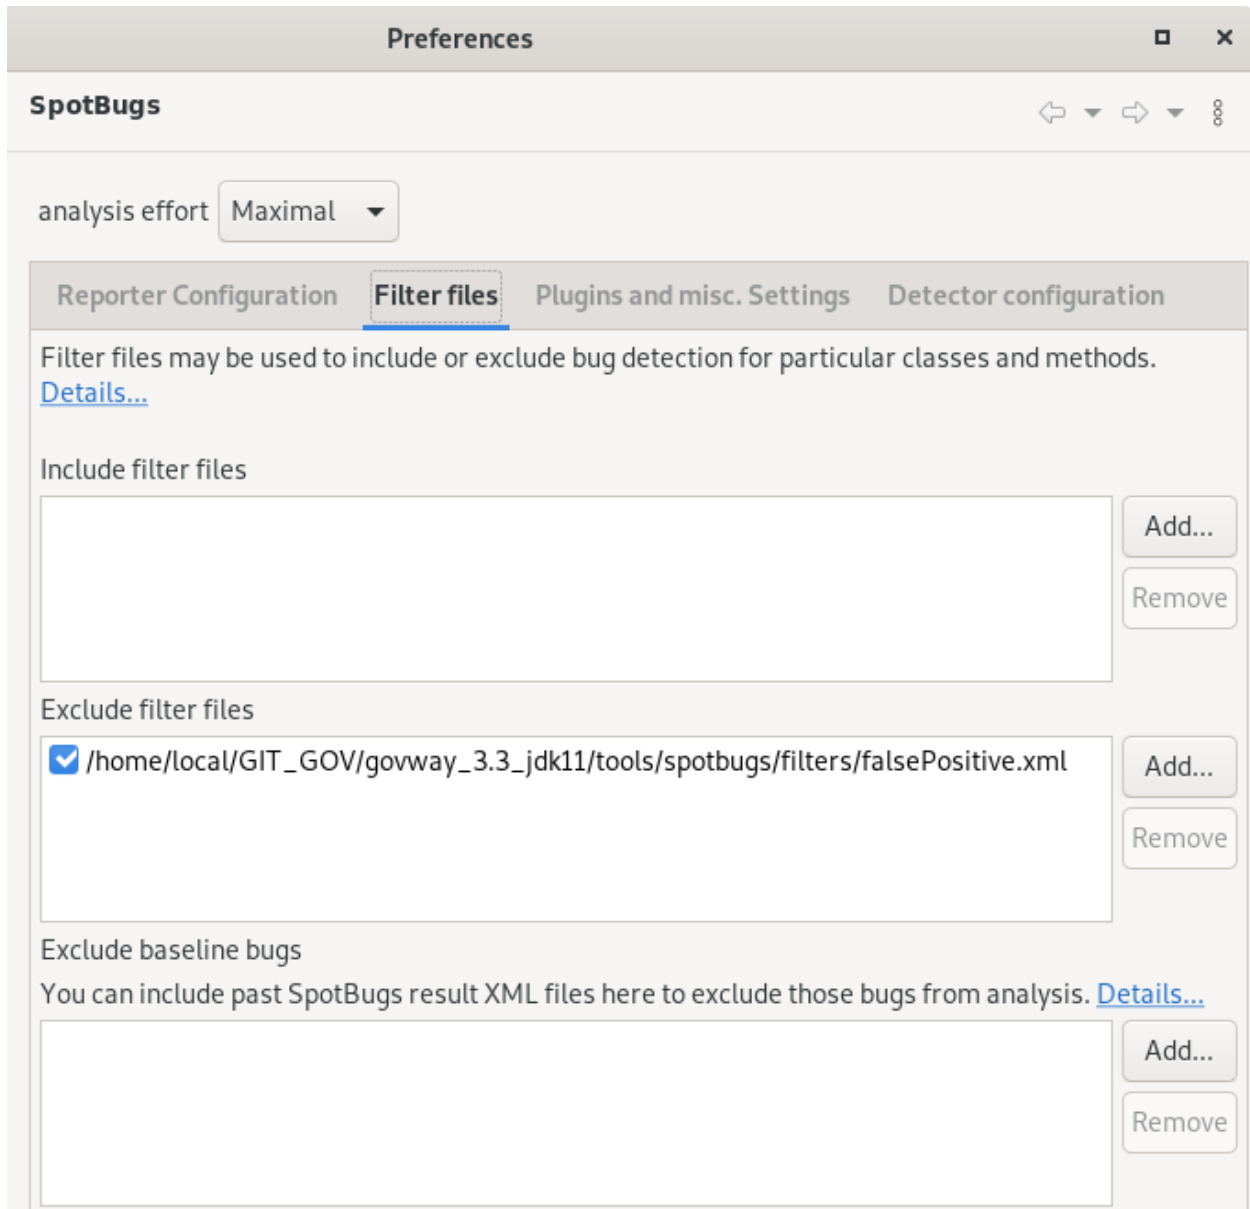 Preferences
SpotBugs
analysis effort Maximal
Reporter Configuration Filter files Plugins and misc. Settings Detector configuration
Filter files may be used to include or exclude bug detection for particular classes and methods.
Details...
Include filter files
Add...
Remove
Exclude filter files
/home/local/GIT_GOV/govway_3.3_jdk11/tools/spotbugs/filters/falsePositive.xml
Add...
Remove
Exclude baseline bugs
You can include past SpotBugs result XML files here to exclude those bugs from analysis. Details...
Add...
Remove